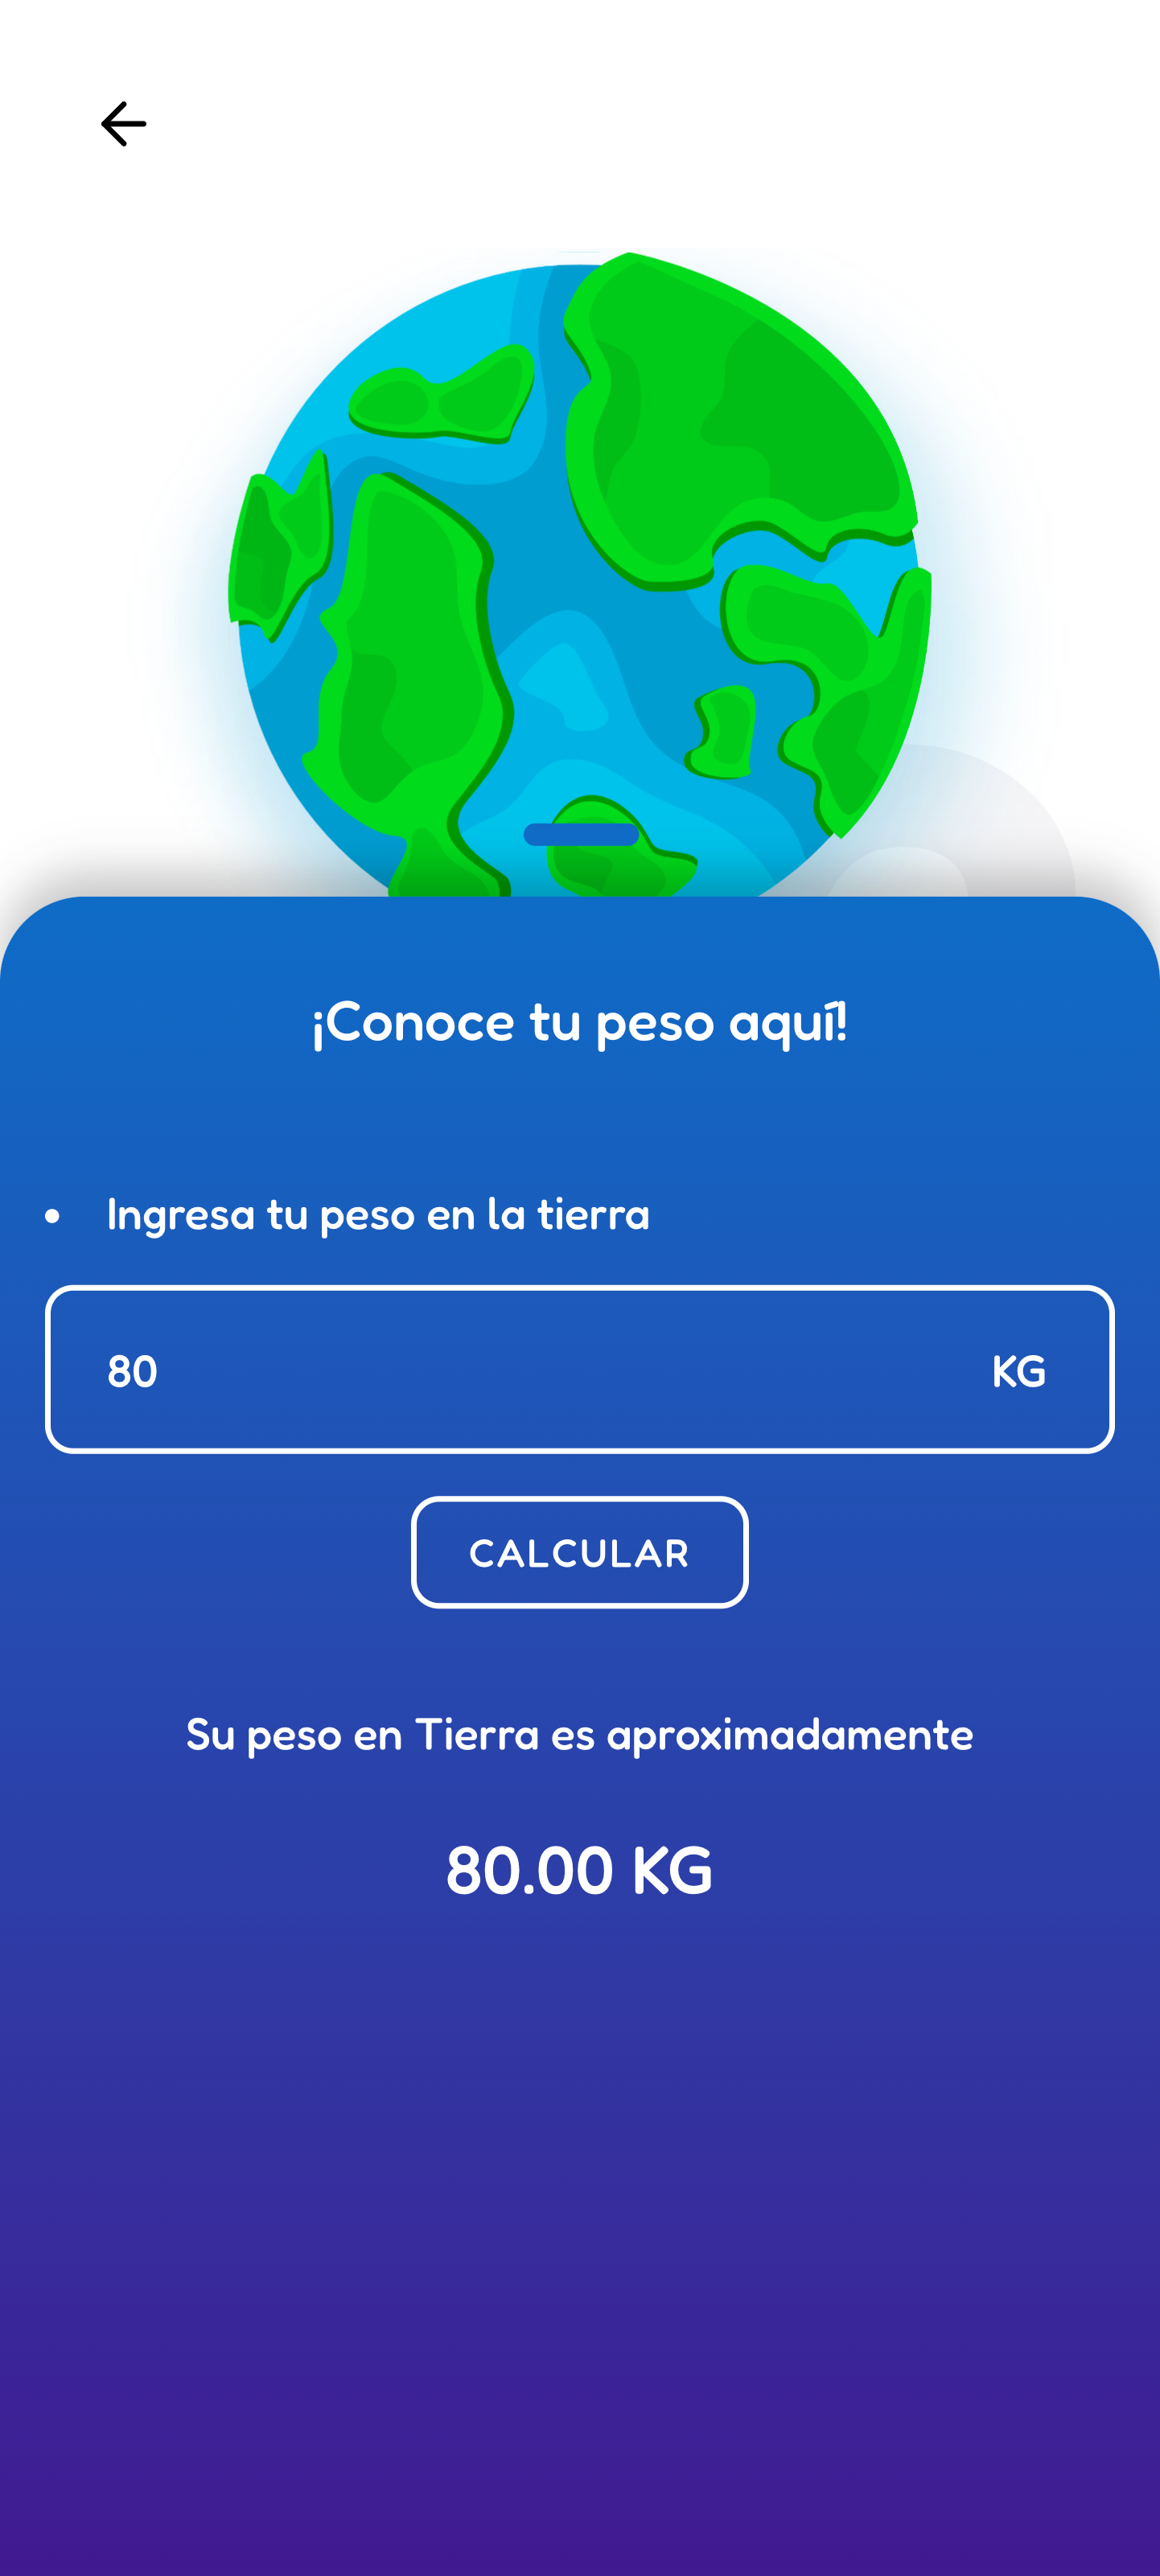 ¡Conoce tu peso aquí!
Ingresa tu peso en la tierra
80 KG
CALCULAR
Su peso en Tierra es aproximadamente
80.00 KG